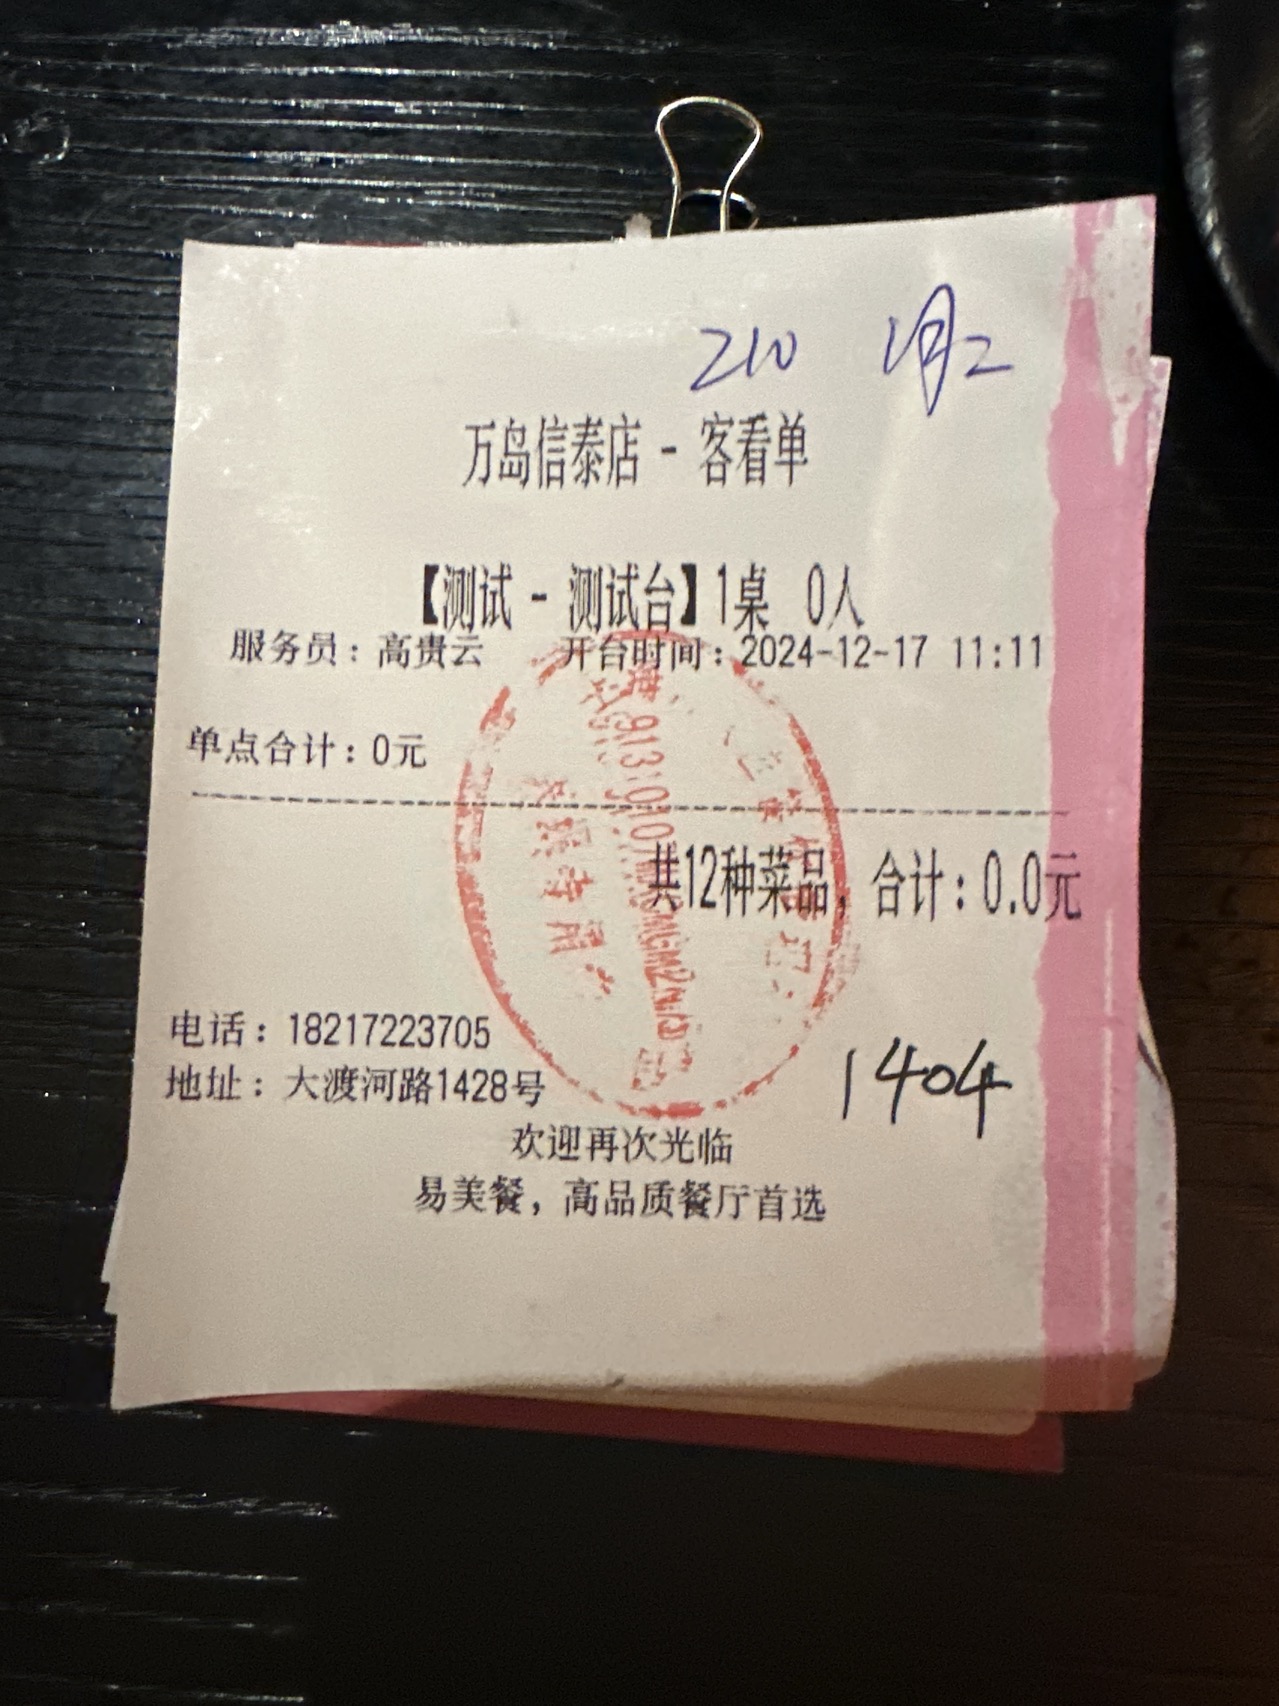 210 1月2
万岛信泰店 - 客看单
【测试 - 测试台】1桌 0人
服务员：高贵云 开台时间：2024-12-17 11:11
单点合计：0元
共12种菜品，合计：0.0元
电话：18217223705
地址：大渡河路1428号
1404
欢迎再次光临
易美餐，高品质餐厅首选